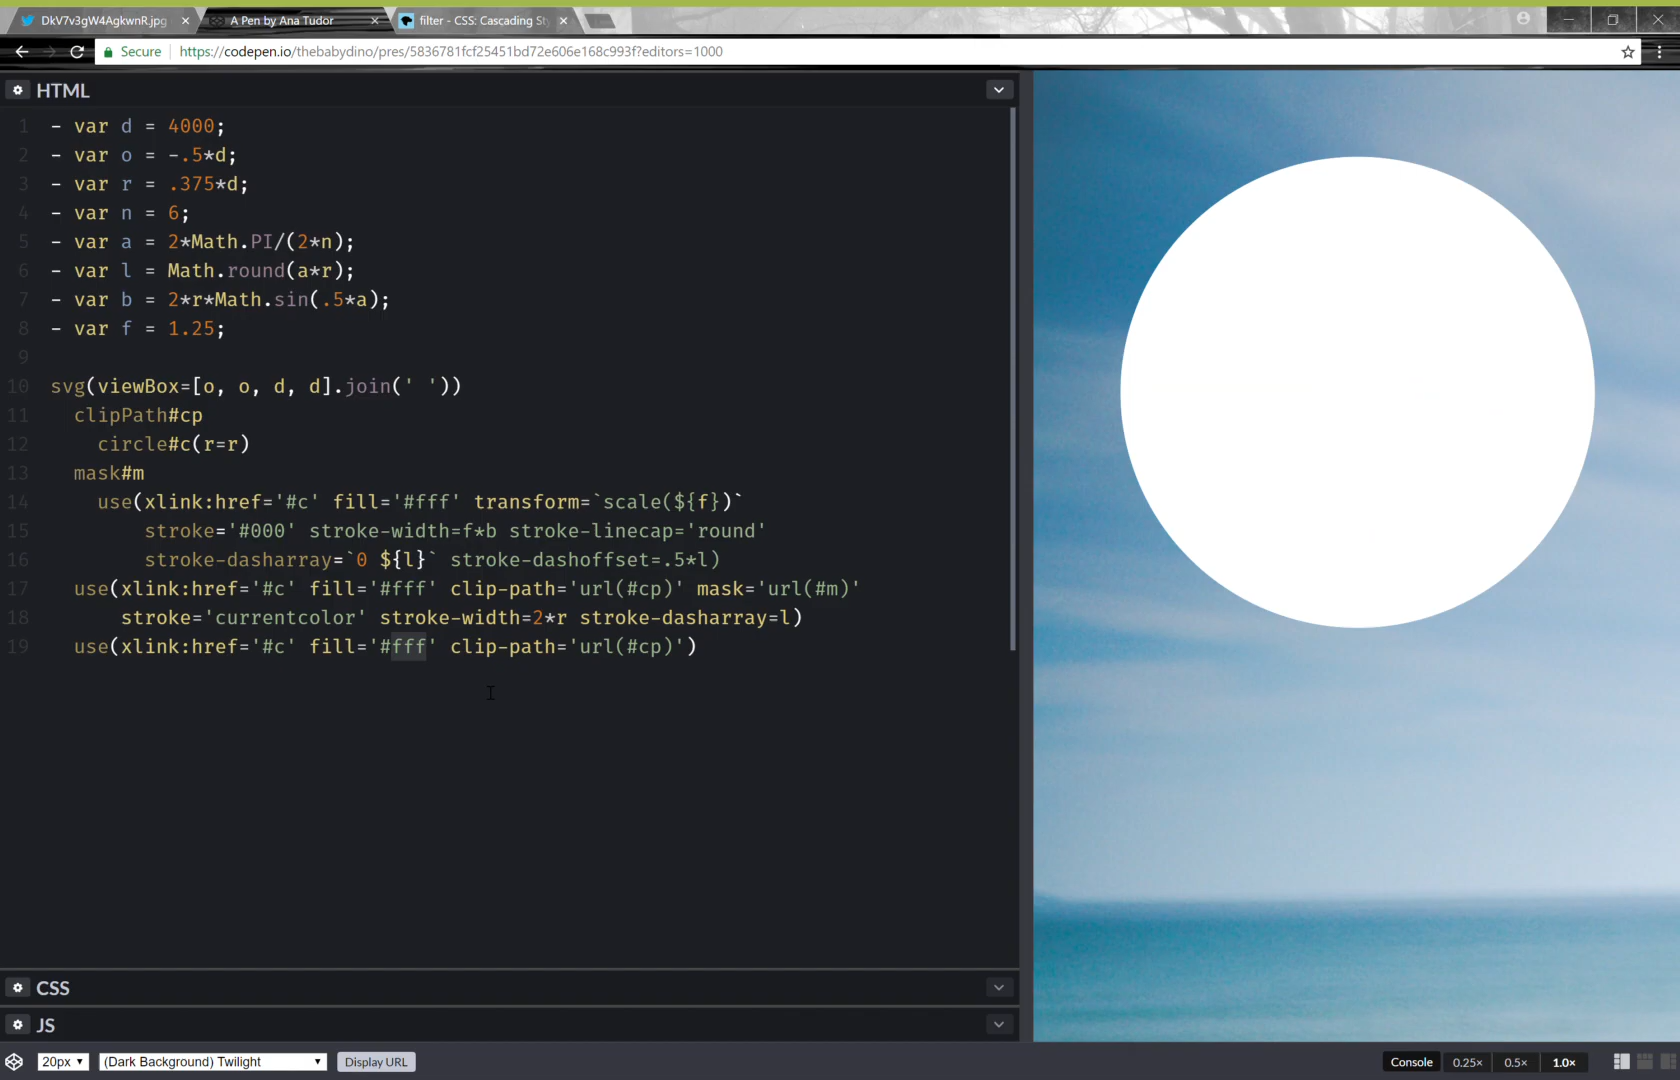 DkV7v3gW4AgkwnR.jpg
A Pen by Ana Tudor
filter - CSS: Cascading St
Secure https://codepen.io/thebabydino/pres/5836781fcf25451bd72e606e168c993f?editors=1000
HTML
1 - var d = 4000;
2 - var o = -.5*d;
3 - var r = .375*d;
4 - var n = 6;
5 - var a = 2*Math.PI/(2*n);
6 - var l = Math.round(a*r);
7 - var b = 2*r*Math.sin(.5*a);
8 - var f = 1.25;
9
10 svg(viewBox=[o, o, d, d].join(' '))
11 clipPath#cp
12 circle#c(r=r)
13 mask#m
14 use(xlink:href='#c' fill='#fff' transform=`scale(${f})`
15 stroke='#000' stroke-width=f*b stroke-linecap='round'
16 stroke-dasharray=`0 ${l}` stroke-dashoffset=.5*l)
17 use(xlink:href='#c' fill='#fff' clip-path='url(#cp)' mask='url(#m)'
18 stroke='currentcolor' stroke-width=2*r stroke-dasharray=l)
19 use(xlink:href='#c' fill='#fff' clip-path='url(#cp)')
CSS
JS
20px (Dark Background) Twilight Display URL Console 0.25× 0.5× 1.0×